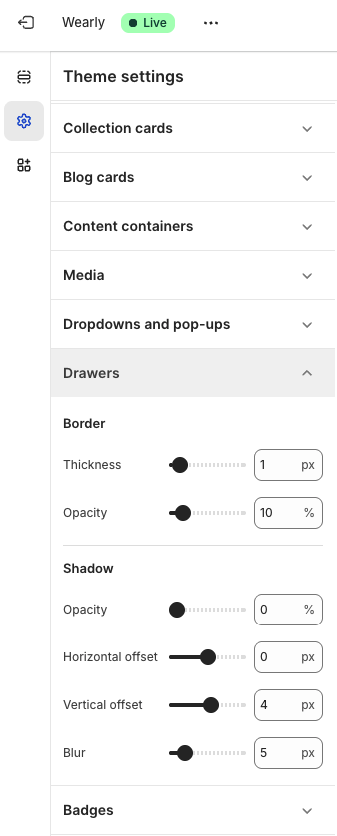 Wearly Live
Theme settings
Collection cards
Blog cards
Content containers
Media
Dropdowns and pop-ups
Drawers
Border
Thickness 1 px
Opacity 10 %
Shadow
Opacity 0 %
Horizontal offset 0 px
Vertical offset 4 px
Blur 5 px
Badges